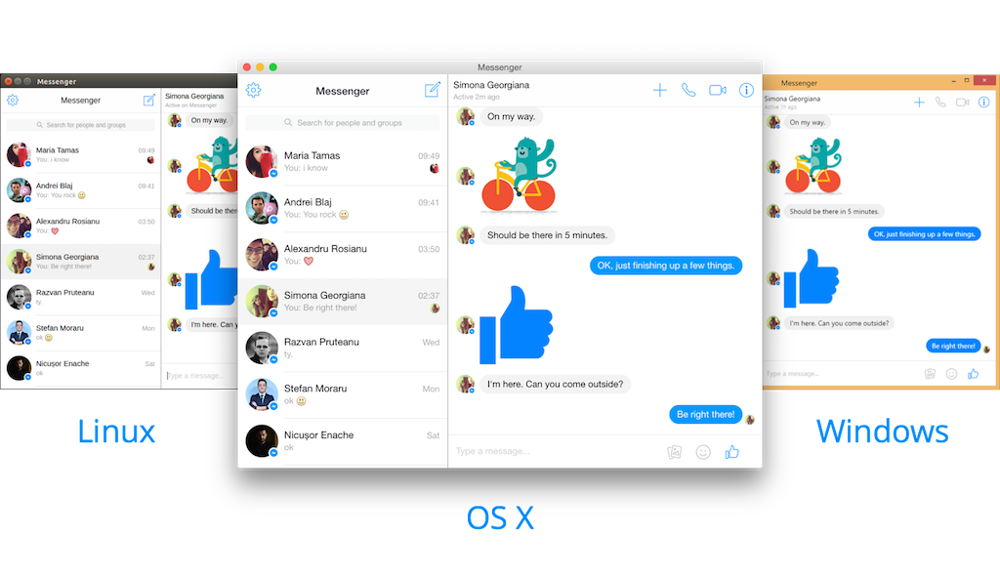 Messenger
Messenger
Search for people and groups
Maria Tamas 09:49
You: i know
Andrei Blaj 09:41
You: You rock
Alexandru Rosianu 03:50
You:
Simona Georgiana 02:37
You: Be right there!
Razvan Pruteanu Wed
ty.
Stefan Moraru Mon
ok
Nicușor Enache Sat
ok
Simona Georgiana
Active on Messenger
On my way.
Should be there
I'm here. Can y
Type a message...
Linux
Messenger
Messenger
Search for people and groups
Maria Tamas 09:49
You: i know
Andrei Blaj 09:41
You: You rock
Alexandru Rosianu 03:50
You:
Simona Georgiana 02:37
You: Be right there!
Razvan Pruteanu Wed
ty.
Stefan Moraru Mon
ok
Nicușor Enache Sat
ok
Simona Georgiana
Active 2m ago
On my way.
Should be there in 5 minutes.
OK, just finishing up a few things.
I'm here. Can you come outside?
Be right there!
Type a message...
OS X
Messenger
Simona Georgiana
Active 1h ago
On my way.
Should be there in 5 minutes.
OK, just finishing up a few things.
I'm here. Can you come outside?
Be right there!
Type a message...
Windows